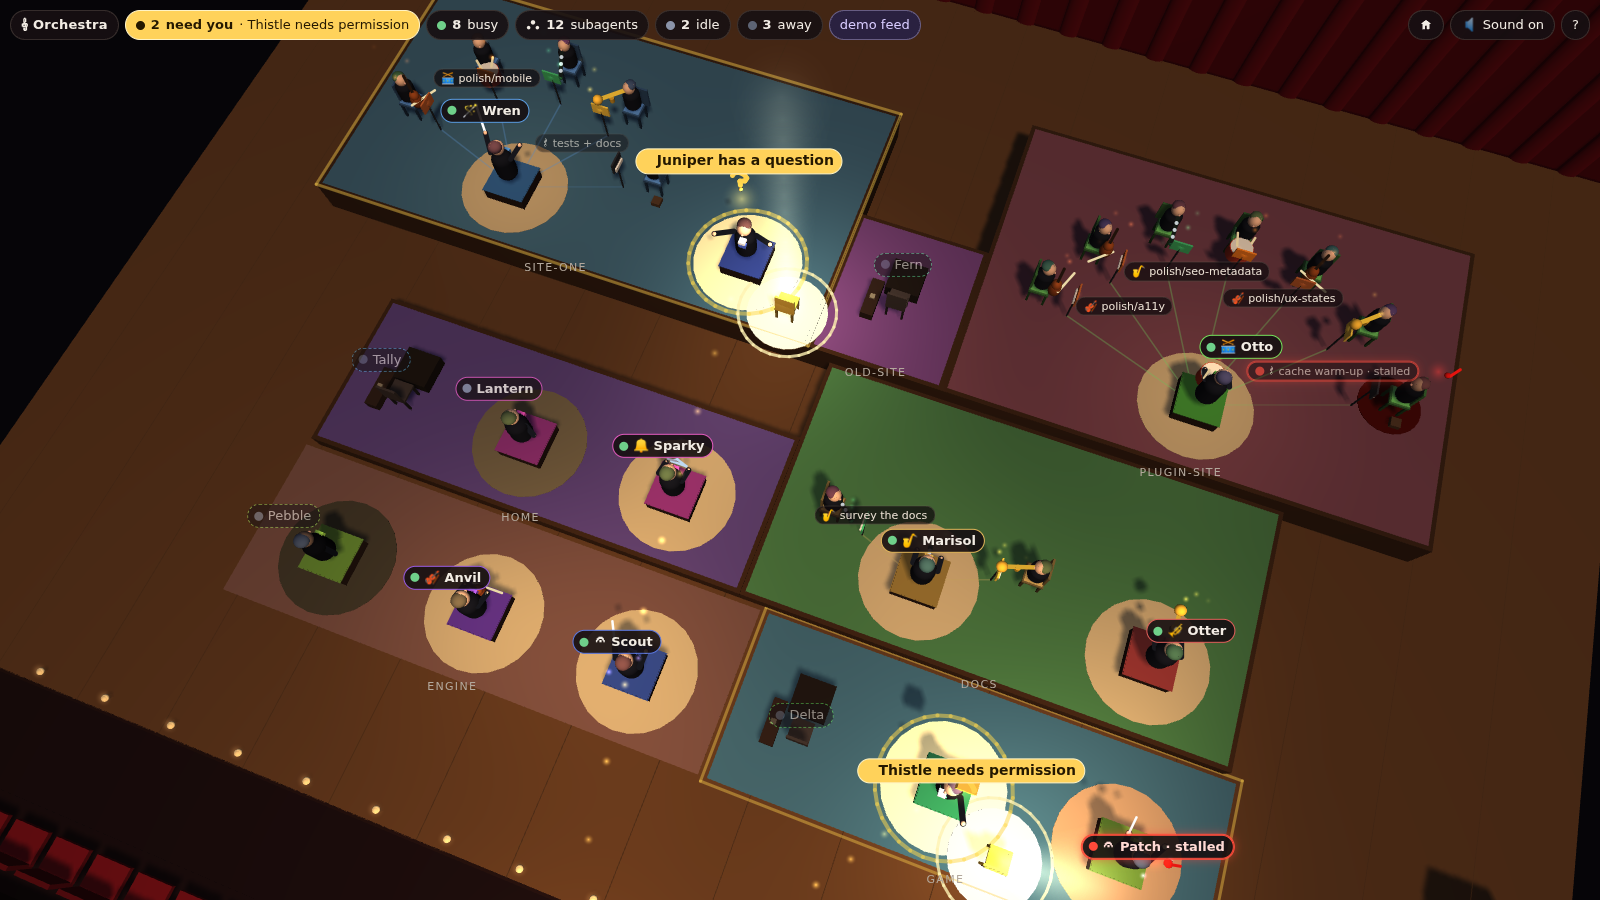 Orchestra
2 need you · Thistle needs permission
8 busy
12 subagents
2 idle
3 away
demo feed
Sound on
?
polish/mobile
Wren
tests + docs
Juniper has a question
SITE-ONE
Fern
OLD-SITE
polish/seo-metadata
polish/a11y
polish/ux-states
Otto
cache warm-up · stalled
PLUGIN-SITE
Tally
Lantern
Sparky
HOME
Pebble
Anvil
Scout
ENGINE
survey the docs
Marisol
Otter
DOCS
Delta
Thistle needs permission
Patch · stalled
GAME